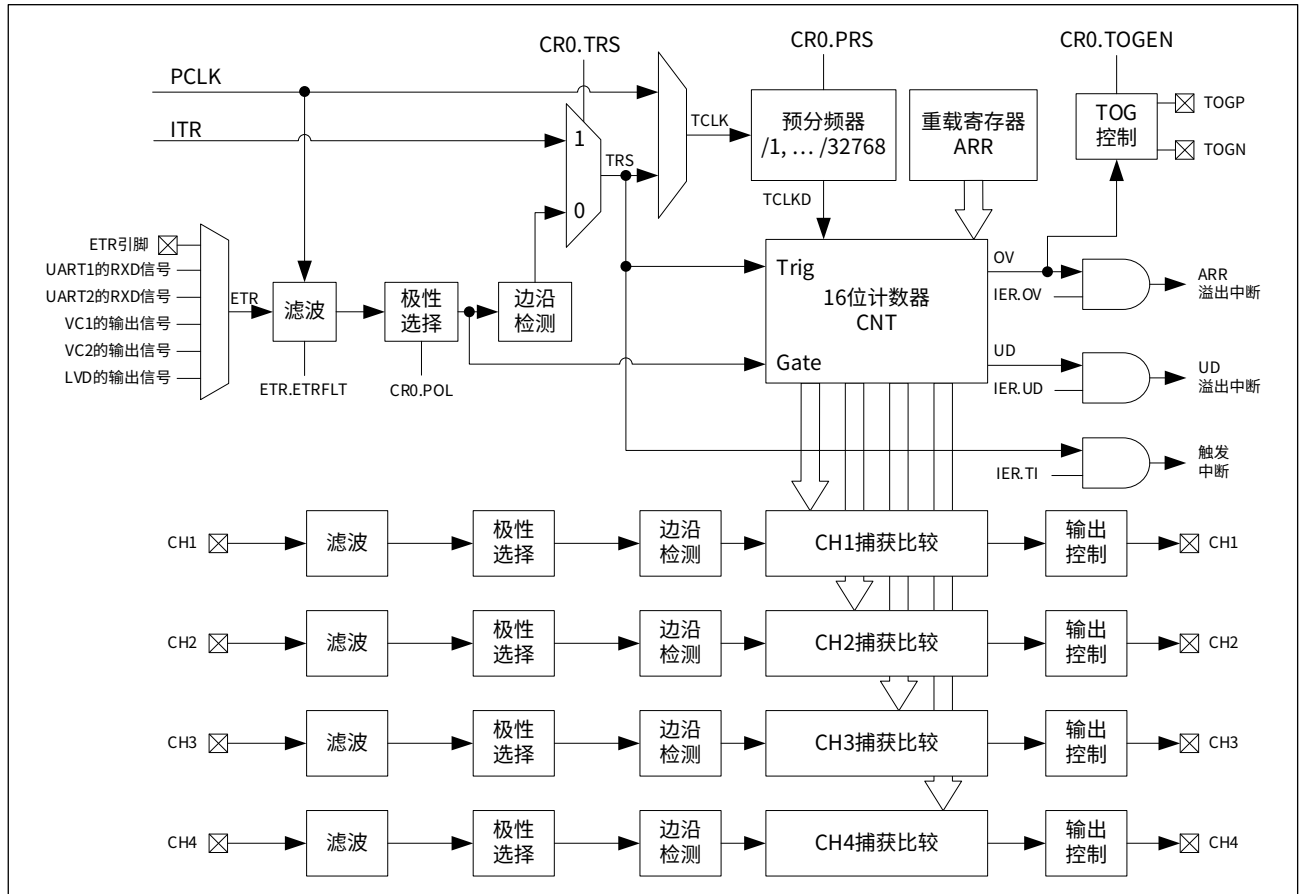 CR0.TRS
CR0.PRS
CR0.TOGEN
PCLK
ITR
1
0
TRS
TCLK
预分频器
/1, … /32768
重载寄存器
ARR
TOG
控制
TOGP
TOGN
TCLKD
ETR引脚
UART1的RXD信号
UART2的RXD信号
VC1的输出信号
VC2的输出信号
LVD的输出信号
ETR
滤波
极性
选择
边沿
检测
ETR.ETRFLT
CR0.POL
Trig
16位计数器
CNT
Gate
OV
IER.OV
ARR
溢出中断
UD
IER.UD
UD
溢出中断
IER.TI
触发
中断
CH1
滤波
极性
选择
边沿
检测
CH1捕获比较
输出
控制
CH1
CH2
滤波
极性
选择
边沿
检测
CH2捕获比较
输出
控制
CH2
CH3
滤波
极性
选择
边沿
检测
CH3捕获比较
输出
控制
CH3
CH4
滤波
极性
选择
边沿
检测
CH4捕获比较
输出
控制
CH4